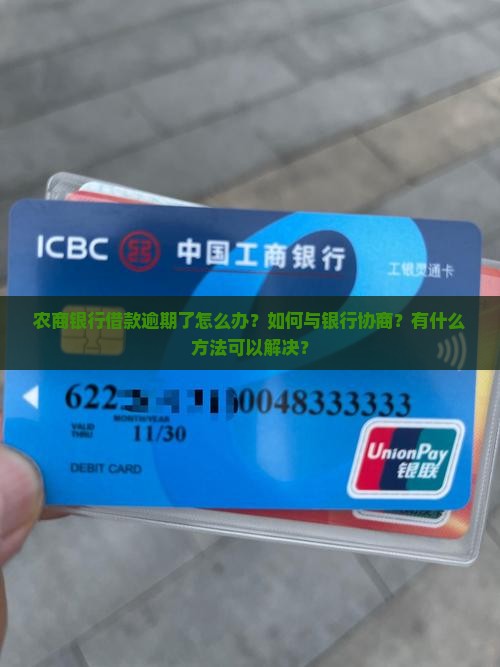 ICBC 中国工商银行
工银灵通卡
农商银行借款逾期了怎么办？如何与银行协商？有什么
方法可以解决？
622 0048333333
MONTH/YEAR
VALID
THRU
11/30
DEBIT CARD
UnionPay
银联